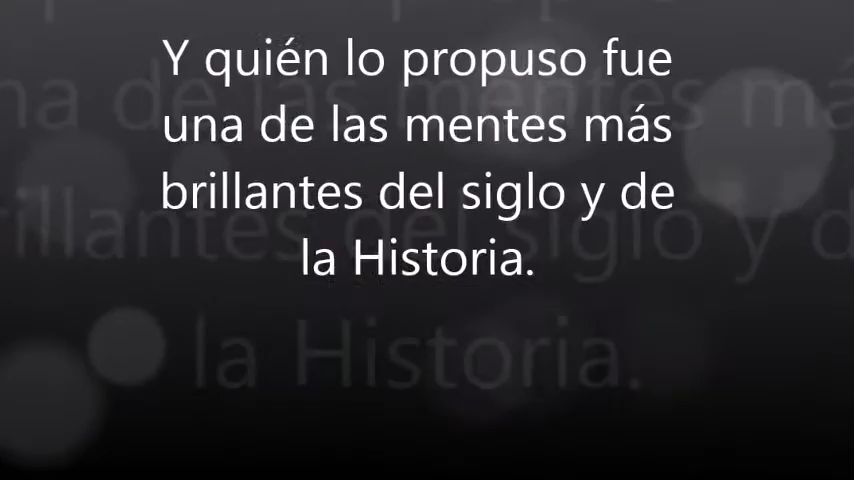 Y quién lo propuso fue
una de las mentes más
brillantes del siglo y de
la Historia.